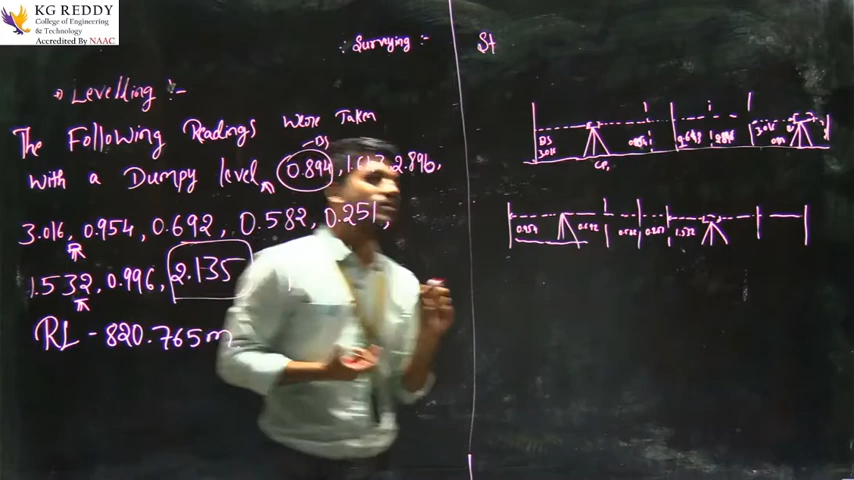 KG REDDY
College of Engineering
& Technology
Accredited By NAAC
:- Surveying :-
St
→ Levelling :-
The Following Readings Were Taken
BS
with a Dumpy level 0.894, 2.896,
3.016, 0.954, 0.692, 0.582, 0.251,
1.532, 0.996, 2.135
RL - 820.765m
BS
3.016
CP1
0.954 0.692 0.582 0.251 1.532